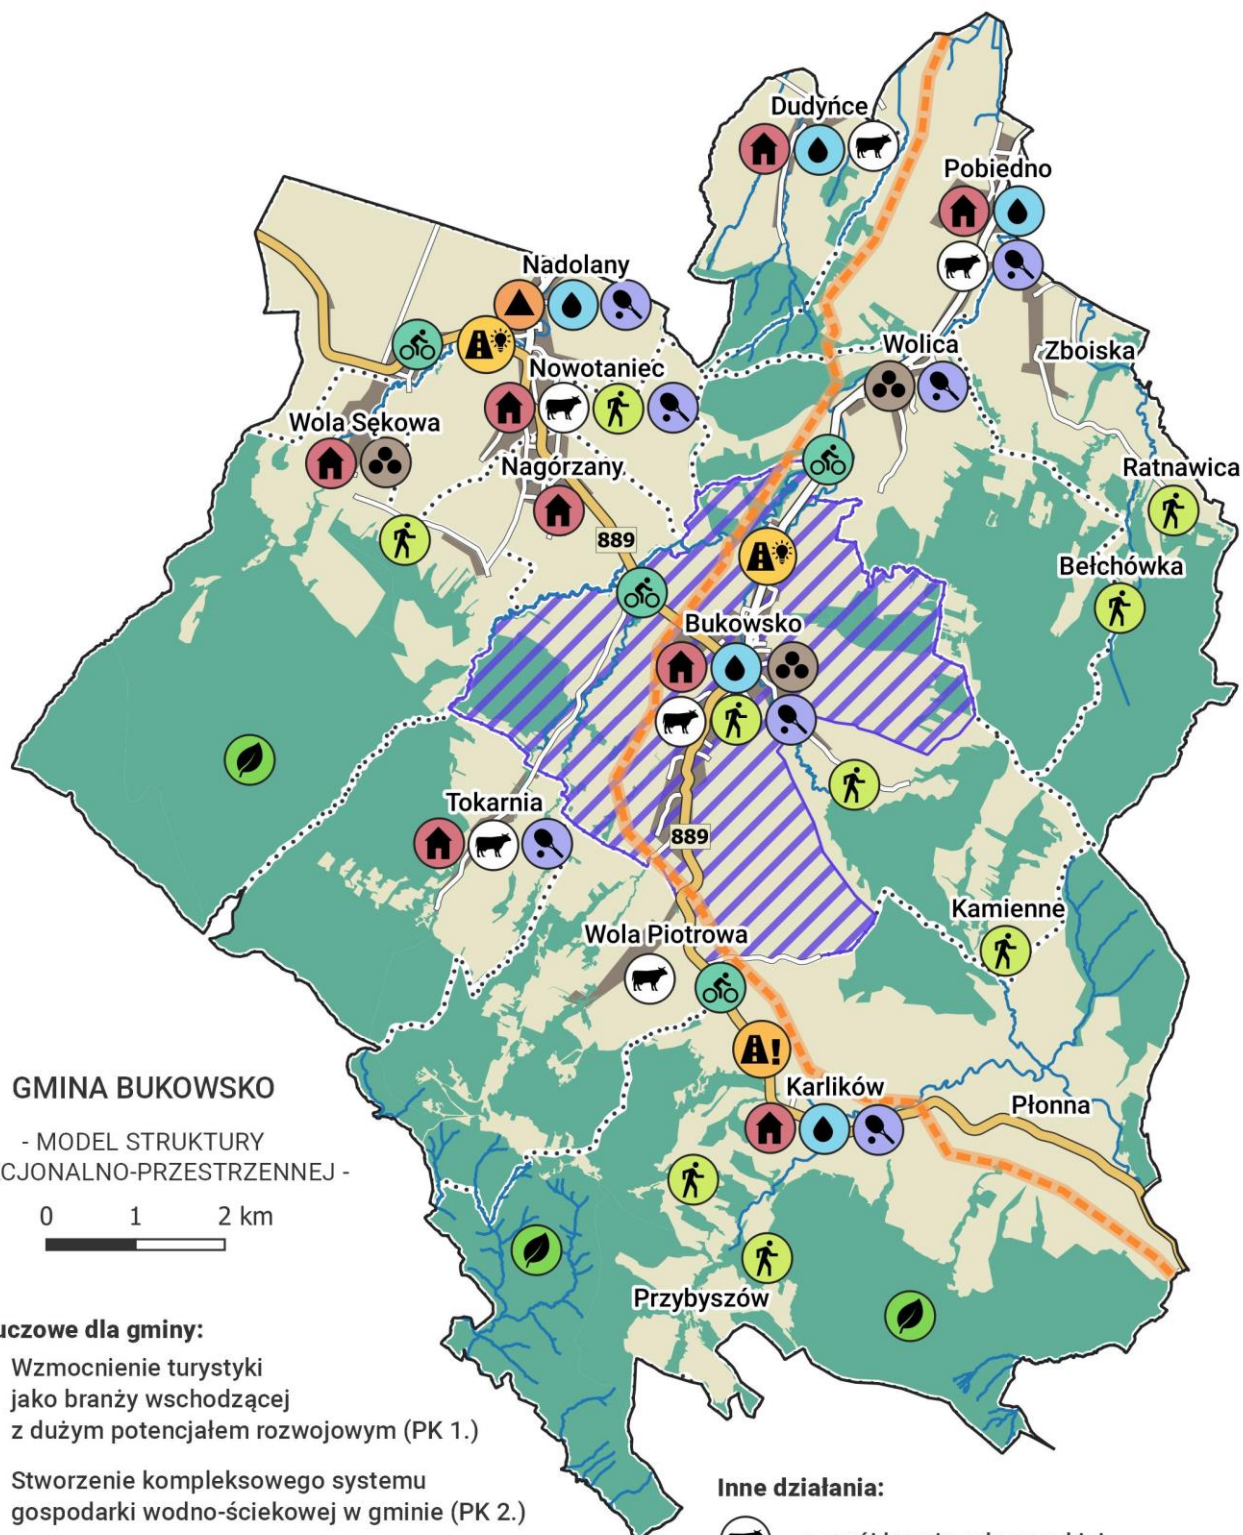 Dudyńce
Pobiedno
Nadolany
Wolica
Zboiska
Nowotaniec
Wola Sękowa
Nagórzany
Ratnawica
889
Bełchówka
Bukowsko
Tokarnia
889
Kamienne
Wola Piotrowa
Karlików
Płonna
Przybyszów
GMINA BUKOWSKO
- MODEL STRUKTURY
CJONALNO-PRZESTRZENNEJ -
0 1 2 km
uczowe dla gminy:
Wzmocnienie turystyki
jako branży wschodzącej
z dużym potencjałem rozwojowym (PK 1.)
Stworzenie kompleksowego systemu
gospodarki wodno-ściekowej w gminie (PK 2.)
Inne działania: